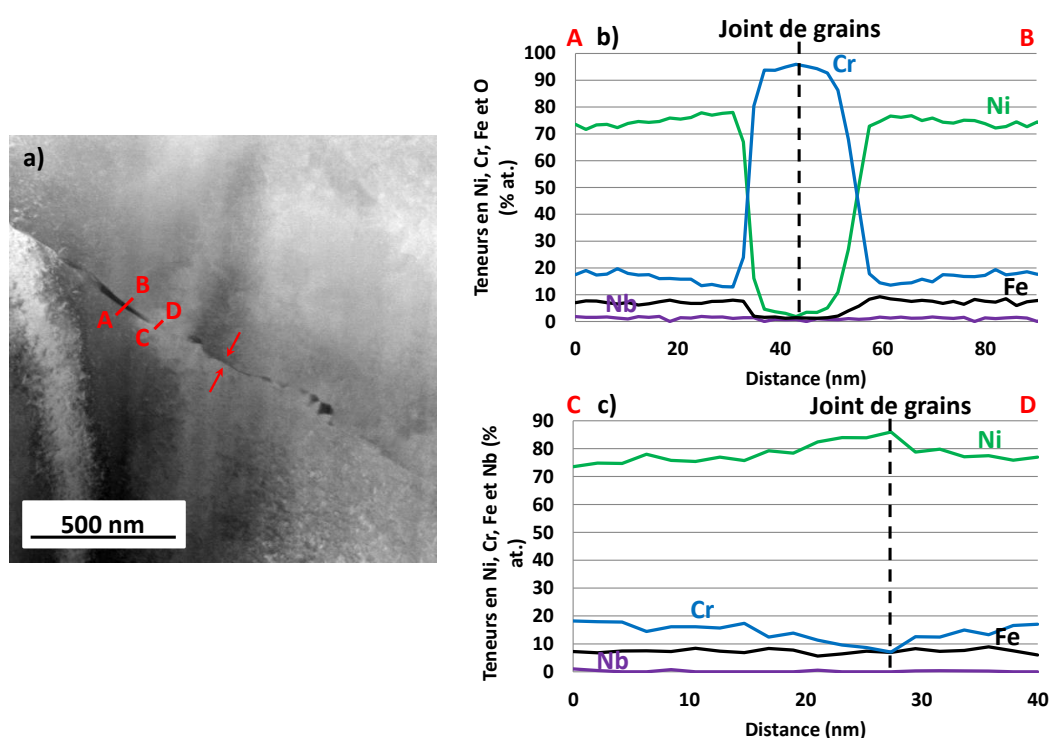 a)
B
A
D
C
500 nm
A
b)
Joint de grains
B
Teneurs en Ni, Cr, Fe et O
(% at.)
100
90
80
70
60
50
40
30
20
10
0
Cr
Ni
Fe
Nb
0
20
40
60
80
Distance (nm)
C
c)
Joint de grains
D
Teneurs en Ni, Cr, Fe et Nb (%
at.)
90
80
70
60
50
40
30
20
10
0
Ni
Cr
Fe
Nb
0
10
20
30
40
Distance (nm)